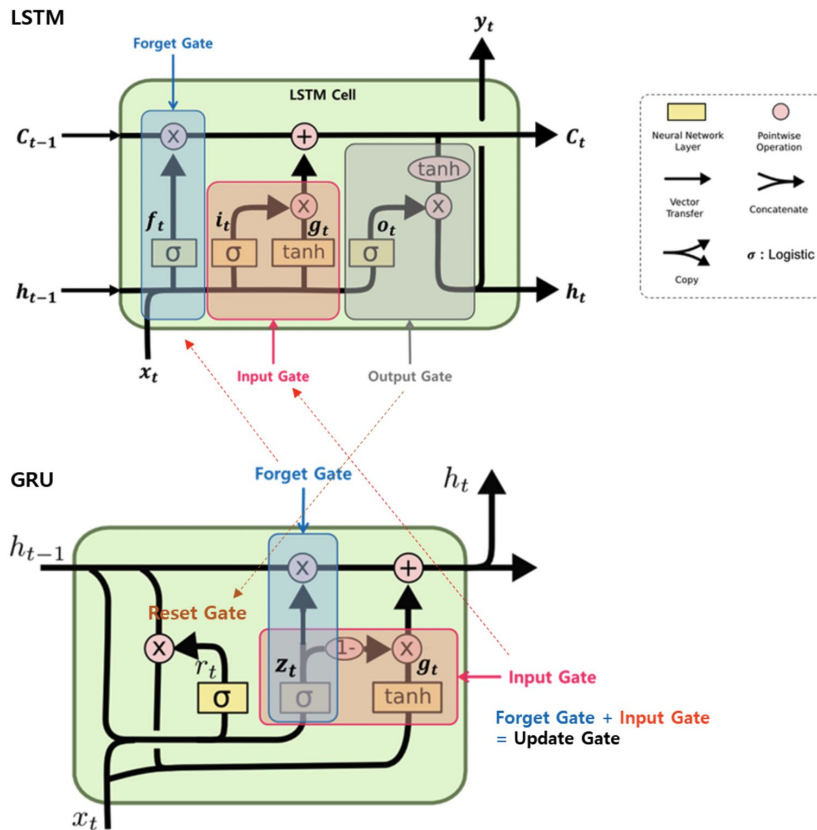 LSTM
y_t
Forget Gate
LSTM Cell
C_{t-1}
×
+
C_t
tanh
f_t
i_t
×
g_t
o_t
×
σ
σ
tanh
σ
h_{t-1}
h_t
x_t
Input Gate
Output Gate
Neural Network
Layer
Pointwise
Operation
Vector
Transfer
Concatenate
Copy
σ : Logistic
GRU
Forget Gate
h_t
h_{t-1}
×
+
Reset Gate
×
r_t
z_t
1-
×
g_t
σ
σ
tanh
Input Gate
Forget Gate + Input Gate
= Update Gate
x_t